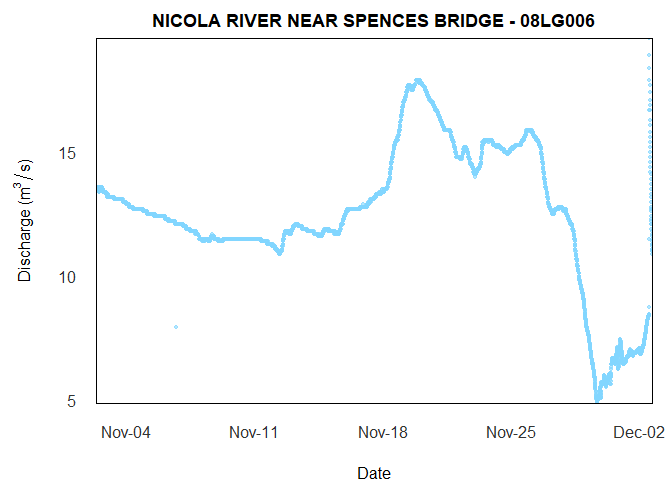 NICOLA RIVER NEAR SPENCES BRIDGE - 08LG006
Discharge (m³ / s)
15
10
5
Nov-04 Nov-11 Nov-18 Nov-25 Dec-02
Date